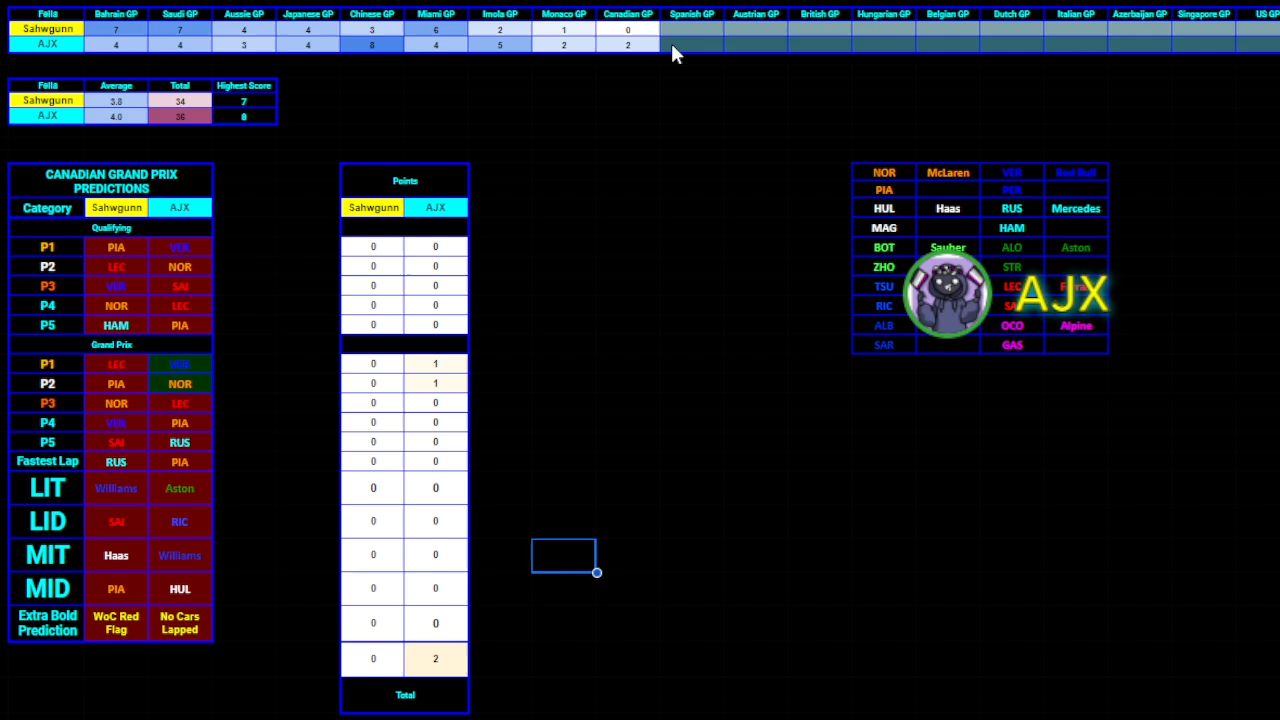 Fella Bahrain GP Saudi GP Aussie GP Japanese GP Chinese GP Miami GP Imola GP Monaco GP Canadian GP Spanish GP Austrian GP British GP Hungarian GP Belgian GP Dutch GP Italian GP Azerbaijan GP Singapore GP US GP
Sahwgunn 7 7 4 4 3 6 2 1 0
AJX 4 4 3 4 8 4 5 2 2
Fella Average Total Highest Score
Sahwgunn 3.8 34 7
AJX 4.0 36 8
CANADIAN GRAND PRIX
PREDICTIONS
Category Sahwgunn AJX
Qualifying
P1 PIA VER
P2 LEC NOR
P3 VER SAI
P4 NOR LEC
P5 HAM PIA
Grand Prix
P1 LEC VER
P2 PIA NOR
P3 NOR LEC
P4 VER PIA
P5 SAI RUS
Fastest Lap RUS PIA
LIT Williams Aston
LID SAI RIC
MIT Haas Williams
MID PIA HUL
Extra Bold
Prediction
WoC Red
Flag
No Cars
Lapped
Points
Sahwgunn AJX
0 0
0 0
0 0
0 0
0 0
0 1
0 1
0 0
0 0
0 0
0 0
0 0
0 0
0 0
0 0
0 0
0 2
Total
NOR McLaren VER Red Bull
PIA PER
HUL Haas RUS Mercedes
MAG HAM
BOT Sauber ALO Aston
ZHO STR
TSU LEC
RIC
ALB OCO Alpine
SAR GAS
AJX